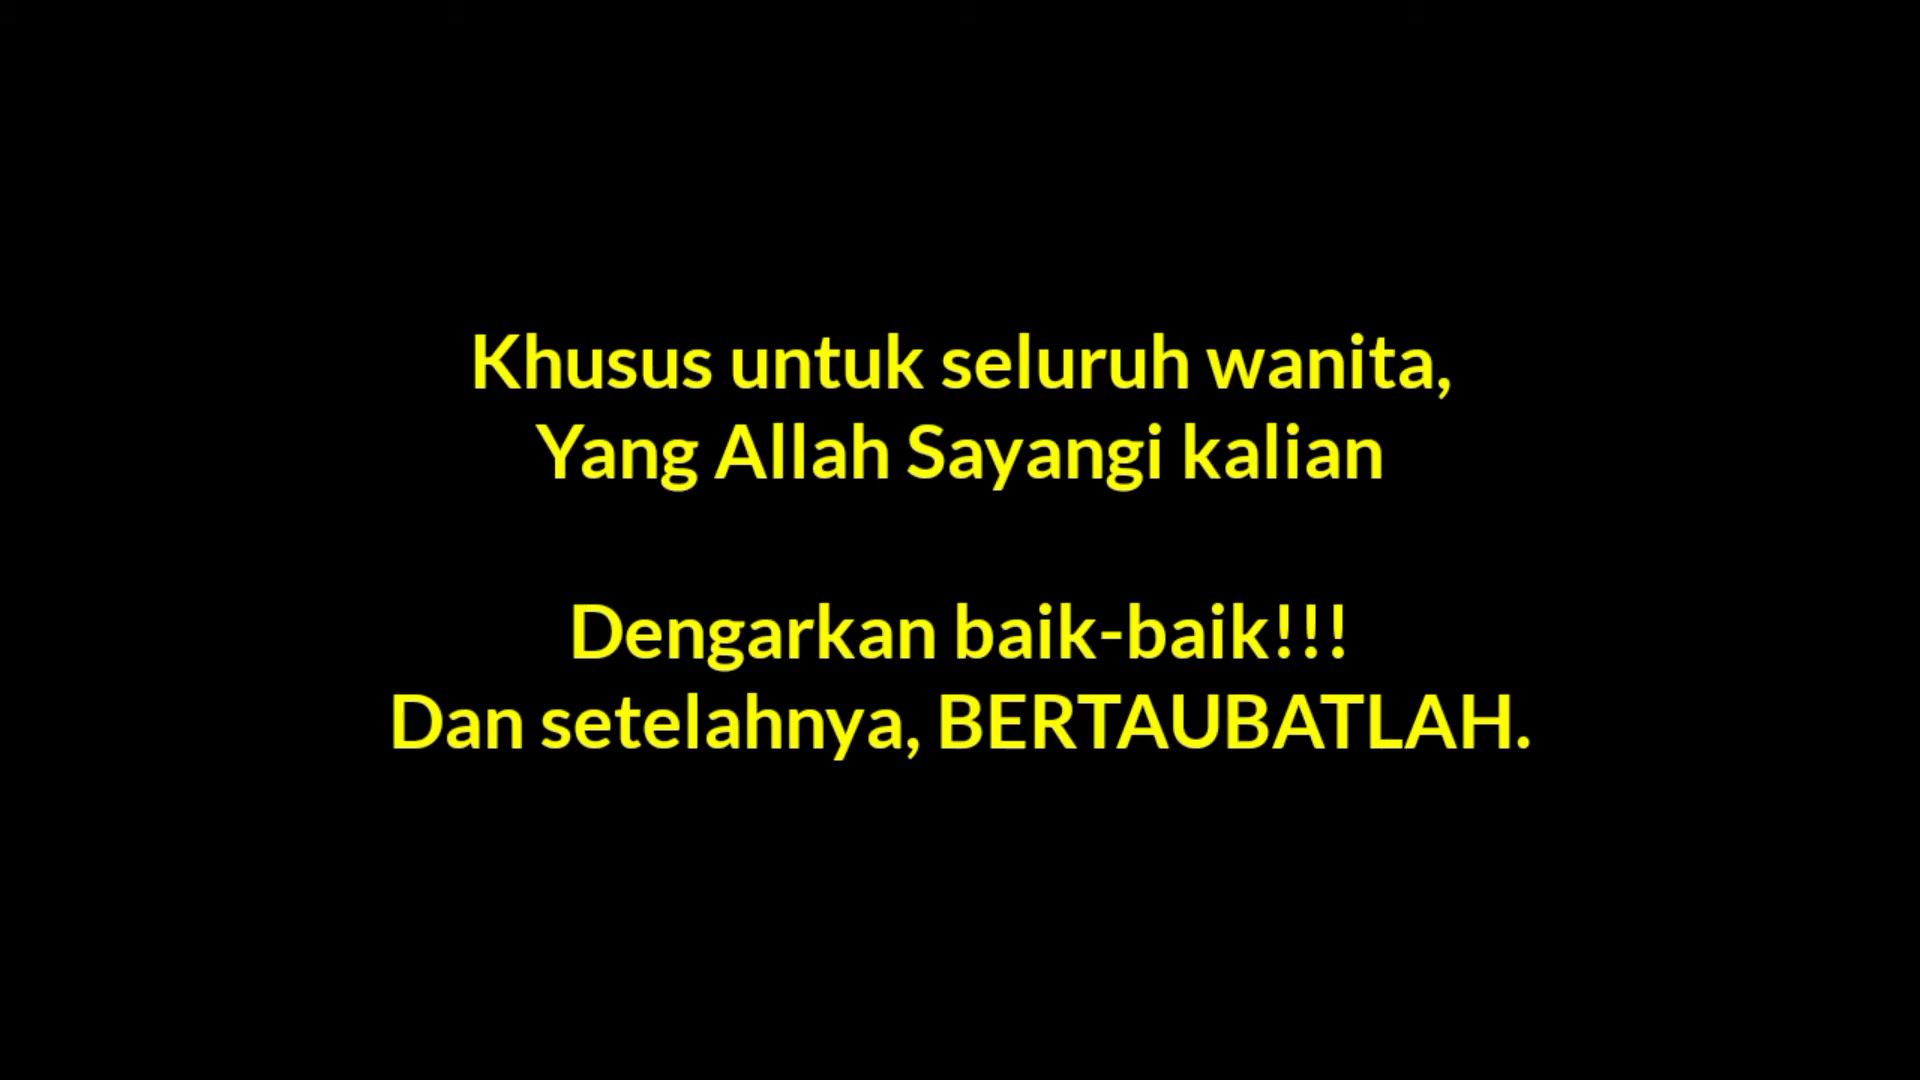 Khusus untuk seluruh wanita,
Yang Allah Sayangi kalian
Dengarkan baik-baik!!!
Dan setelahnya, BERTAUBATLAH.